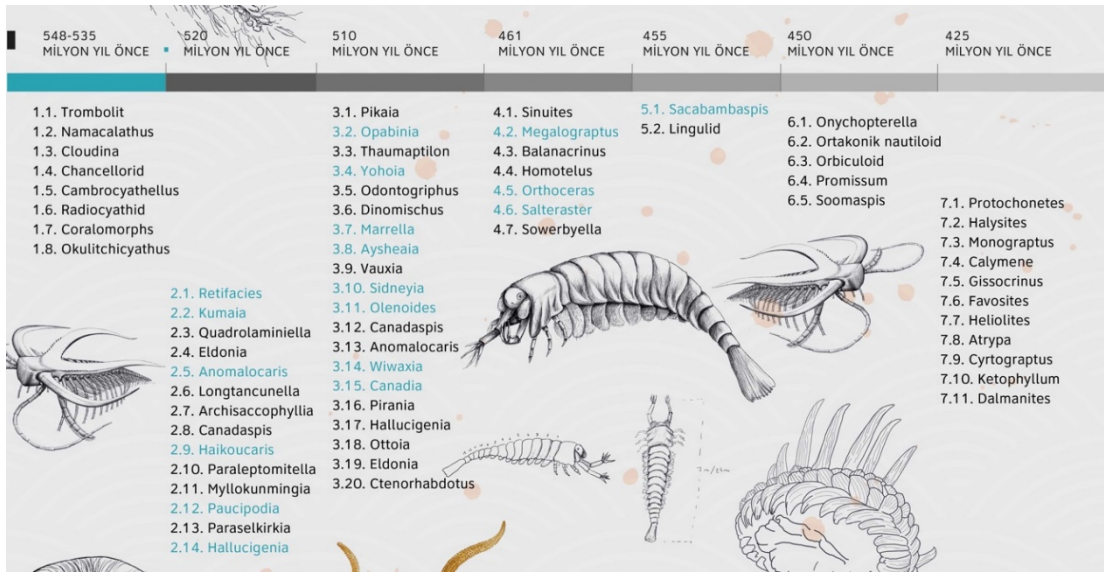 548-535
MİLYON YIL ÖNCE
520
MİLYON YIL ÖNCE
510
MİLYON YIL ÖNCE
461
MİLYON YIL ÖNCE
455
MİLYON YIL ÖNCE
450
MİLYON YIL ÖNCE
425
MİLYON YIL ÖNCE
1.1. Trombolit
1.2. Namacalathus
1.3. Cloudina
1.4. Chancellorid
1.5. Cambrocyathellus
1.6. Radiocyathid
1.7. Coralomorphs
1.8. Okulitchicyathus
2.1. Retifacies
2.2. Kumaia
2.3. Quadrolaminiella
2.4. Eldonia
2.5. Anomalocaris
2.6. Longtancunella
2.7. Archisaccophyllia
2.8. Canadaspis
2.9. Haikoucaris
2.10. Paraleptomitella
2.11. Myllokunmingia
2.12. Paucipodia
2.13. Paraselkirkia
2.14. Hallucigenia
3.1. Pikaia
3.2. Opabinia
3.3. Thaumaptilon
3.4. Yohoia
3.5. Odontogriphus
3.6. Dinomischus
3.7. Marrella
3.8. Aysheaia
3.9. Vauxia
3.10. Sidneyia
3.11. Olenoides
3.12. Canadaspis
3.13. Anomalocaris
3.14. Wiwaxia
3.15. Canadia
3.16. Pirania
3.17. Hallucigenia
3.18. Ottoia
3.19. Eldonia
3.20. Ctenorhabdotus
4.1. Sinuites
4.2. Megalograptus
4.3. Balanacrinus
4.4. Homotelus
4.5. Orthoceras
4.6. Salteraster
4.7. Sowerbyella
5.1. Sacabambaspis
5.2. Lingulid
6.1. Onychopterella
6.2. Ortakonik nautiloid
6.3. Orbiculoid
6.4. Promissum
6.5. Soomaspis
7.1. Protochonetes
7.2. Halysites
7.3. Monograptus
7.4. Calymene
7.5. Gissocrinus
7.6. Favosites
7.7. Heliolites
7.8. Atrypa
7.9. Cyrtograptus
7.10. Ketophyllum
7.11. Dalmanites